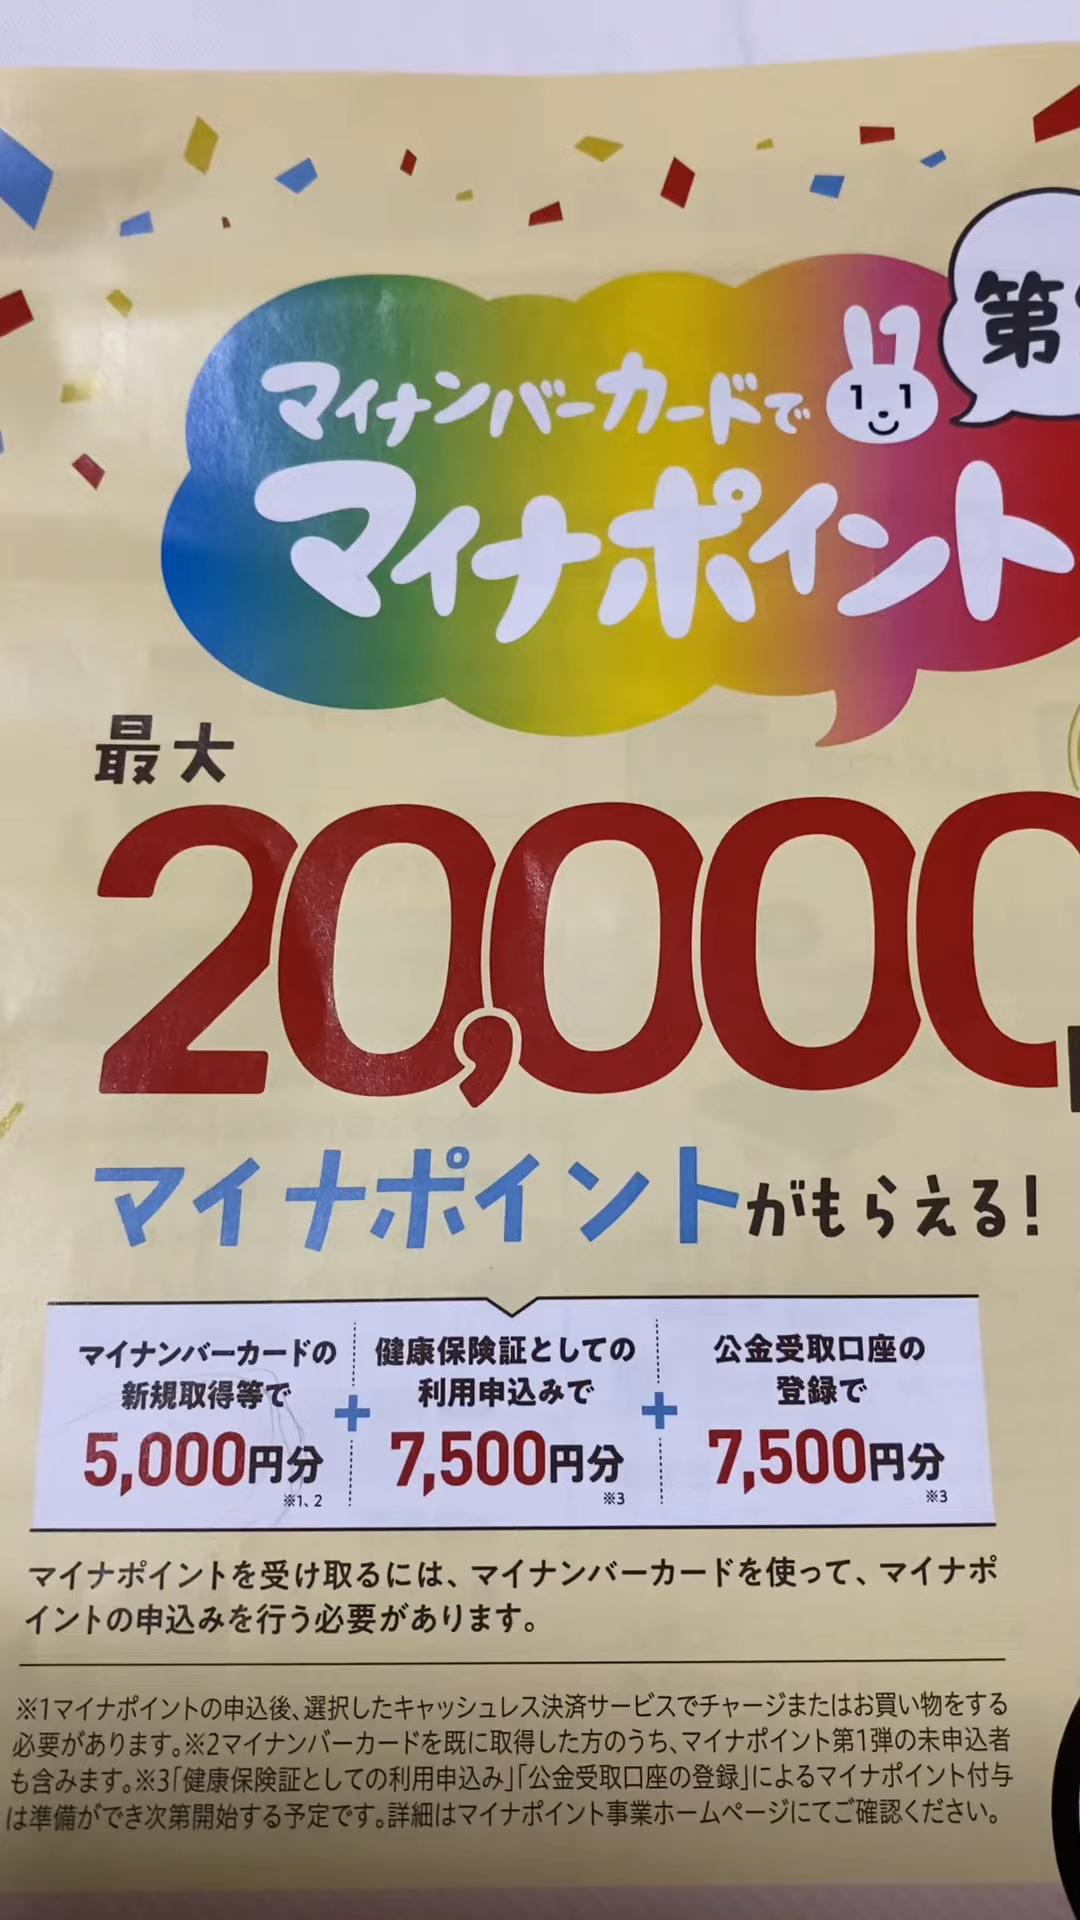 第
マイナンバーカードで
マイナポイント
最大
20,000
マイナポイントがもらえる!
マイナンバーカードの
新規取得等で
5,000円分
※1、2
+
健康保険証としての
利用申込みで
7,500円分
※3
+
公金受取口座の
登録で
7,500円分
※3
マイナポイントを受け取るには、マイナンバーカードを使って、マイナポ
イントの申込みを行う必要があります。
※1マイナポイントの申込後、選択したキャッシュレス決済サービスでチャージまたはお買い物をする
必要があります。※2マイナンバーカードを既に取得した方のうち、マイナポイント第1弾の未申込者
も含みます。※3「健康保険証としての利用申込み」「公金受取口座の登録」によるマイナポイント付与
は準備ができ次第開始する予定です。詳細はマイナポイント事業ホームページにてご確認ください。